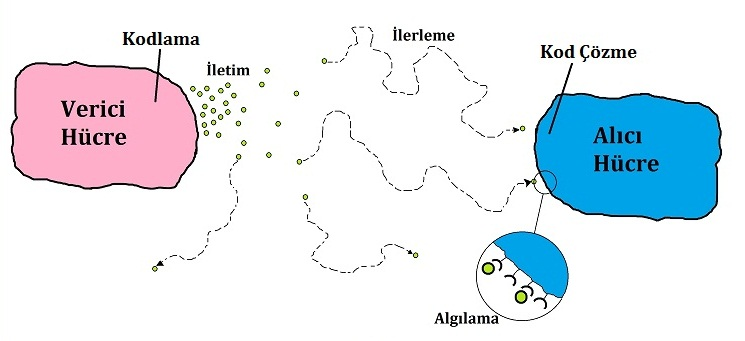 Kodlama
İletim
İlerleme
Kod Çözme
Verici
Hücre
Alıcı
Hücre
Algılama